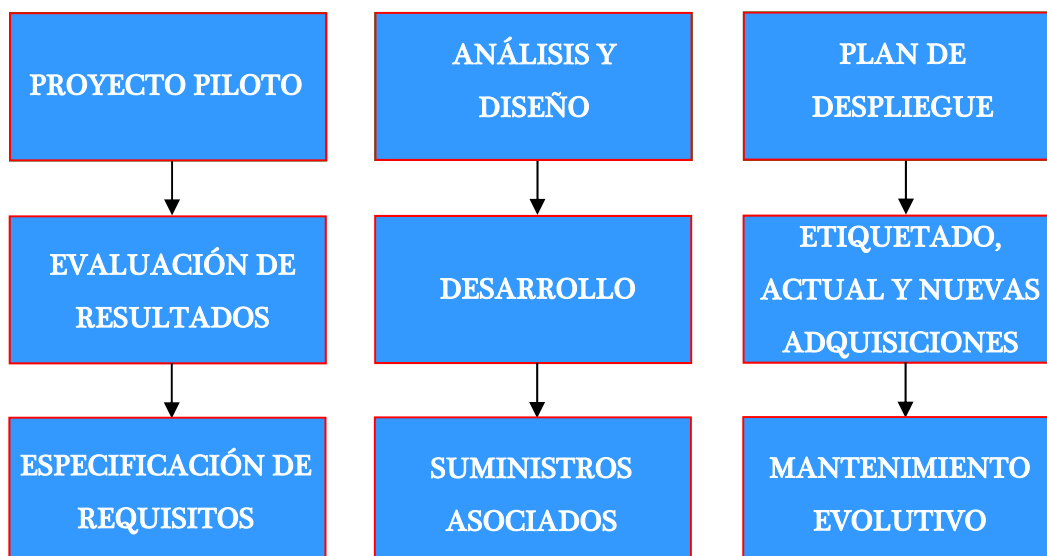 PROYECTO PILOTO
EVALUACIÓN DE
RESULTADOS
ESPECIFICACIÓN DE
REQUISITOS
ANÁLISIS Y
DISEÑO
DESARROLLO
SUMINISTROS
ASOCIADOS
PLAN DE
DESPLIEGUE
ETIQUETADO,
ACTUAL Y NUEVAS
ADQUISICIONES
MANTENIMIENTO
EVOLUTIVO